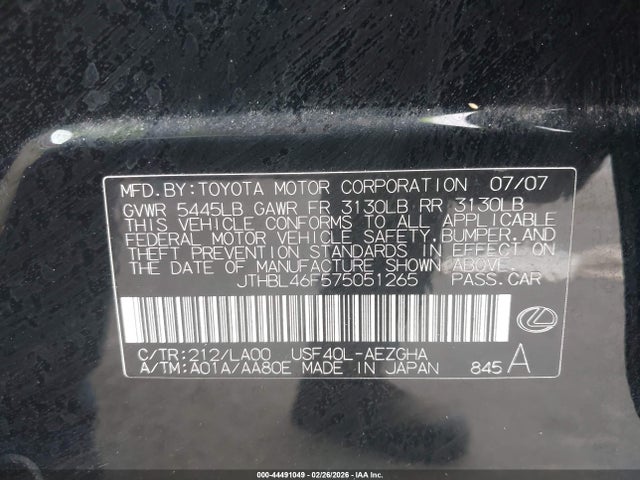 MFD. BY: TOYOTA MOTOR CORPORATION 07/07
GVWR 5445LB GAWR FR 3130LB RR 3130LB
THIS VEHICLE CONFORMS TO ALL APPLICABLE
FEDERAL MOTOR VEHICLE SAFETY, BUMPER, AND
THEFT PREVENTION STANDARDS IN EFFECT ON
THE DATE OF MANUFACTURE SHOWN ABOVE.
JTHBL46F575051265 PASS. CAR
C/TR: 212/LA00 USF40L-AEZGHA
A/TM: A01A/AA80E MADE IN JAPAN 845 A
000-44491049 | 02/26/2026 - IAA Inc.